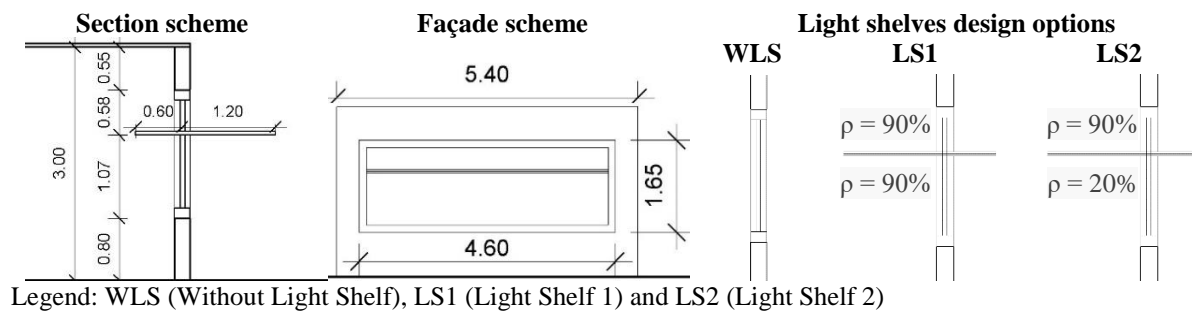 Section scheme
Façade scheme
Light shelves design options
WLS
LS1
LS2
0.55
0.58
0.60
1.20
3.00
1.07
0.80
5.40
1.65
4.60
ρ = 90%
ρ = 90%
ρ = 90%
ρ = 20%
Legend: WLS (Without Light Shelf), LS1 (Light Shelf 1) and LS2 (Light Shelf 2)